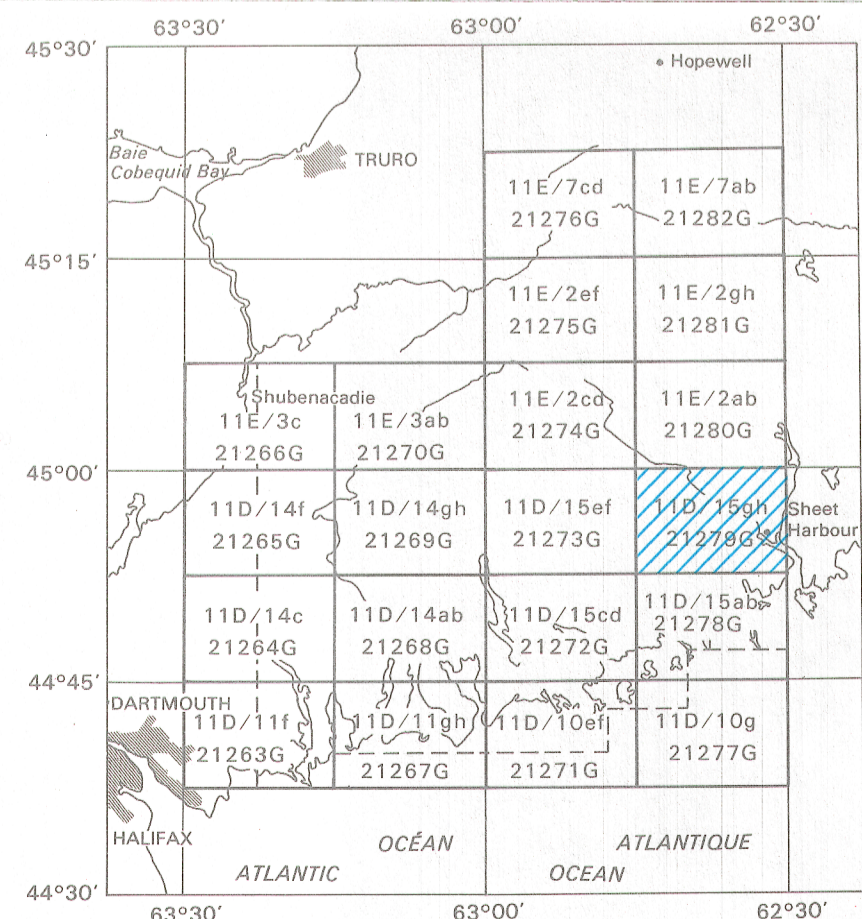 63°30′ 63°00′ 62°30′
45°30′
Hopewell
Baie
Cobequid Bay
TRURO
11E/7cd 11E/7ab
21276G 21282G
45°15′
11E/2ef 11E/2gh
21275G 21281G
Shubenacadie
11E/3c 11E/3ab 11E/2cd 11E/2ab
21266G 21270G 21274G 21280G
45°00′
11D/14f 11D/14gh 11D/15ef 11D/15gh Sheet
21265G 21269G 21273G 21279G Harbour
11D/14c 11D/14ab 11D/15cd 11D/15ab
21264G 21268G 21272G 21278G
44°45′
DARTMOUTH
11D/11f 11D/11gh 11D/10ef 11D/10g
21263G 21267G 21271G 21277G
HALIFAX
OCÉAN ATLANTIQUE
ATLANTIC OCEAN
44°30′
63°30′ 63°00′ 62°30′